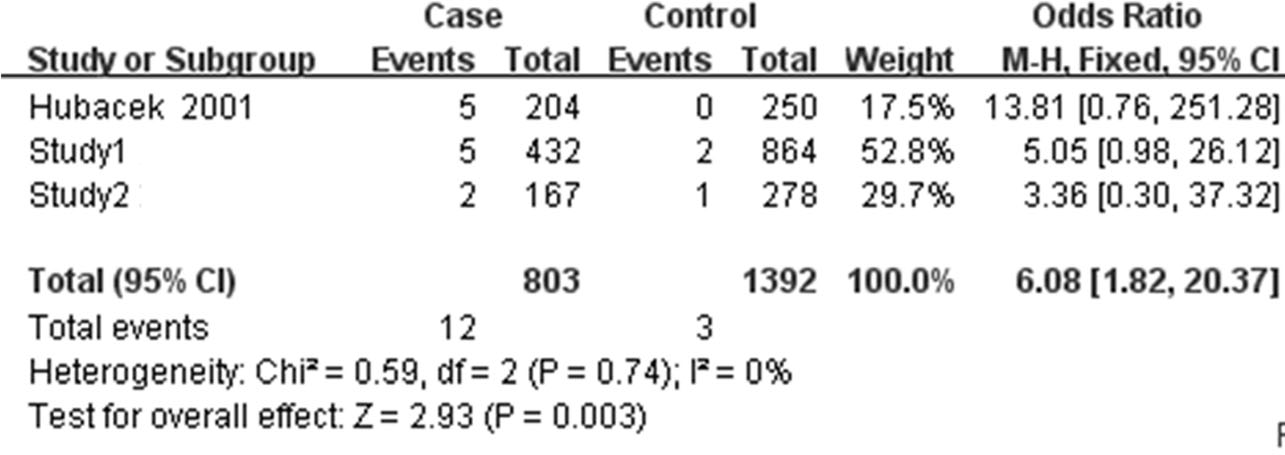 Case Control Odds Ratio
Study or Subgroup Events Total Events Total Weight M-H, Fixed, 95% CI
Hubacek 2001 5 204 0 250 17.5% 13.81 [0.76, 251.28]
Study1 5 432 2 864 52.8% 5.05 [0.98, 26.12]
Study2 2 167 1 278 29.7% 3.36 [0.30, 37.32]
Total (95% CI) 803 1392 100.0% 6.08 [1.82, 20.37]
Total events 12 3
Heterogeneity: Chi² = 0.59, df = 2 (P = 0.74); I² = 0%
Test for overall effect: Z = 2.93 (P = 0.003)